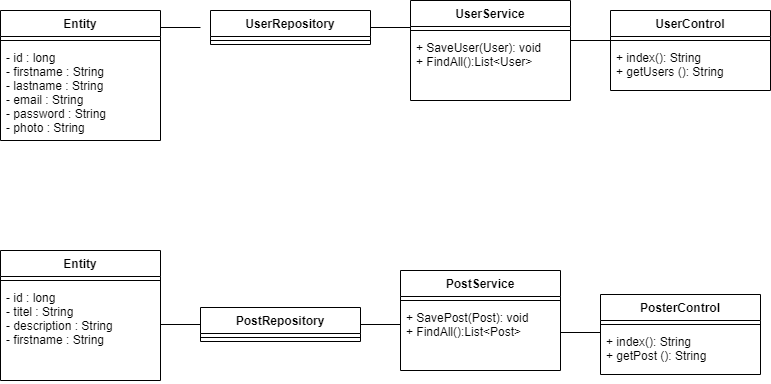 Entity
- id : long
- firstname : String
- lastname : String
- email : String
- password : String
- photo : String
UserRepository
UserService
+ SaveUser(User): void
+ FindAll():List<User>
UserControl
+ index(): String
+ getUsers (): String
Entity
- id : long
- titel : String
- description : String
- firstname : String
PostRepository
PostService
+ SavePost(Post): void
+ FindAll():List<Post>
PosterControl
+ index(): String
+ getPost (): String